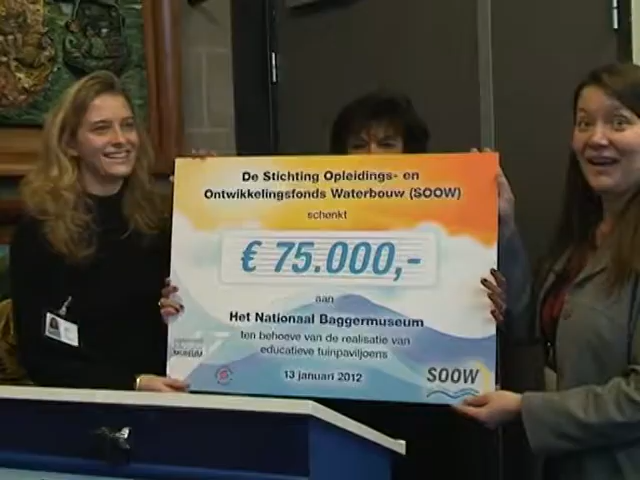 De Stichting Opleidings- en
Ontwikkelingsfonds Waterbouw (SOOW)
schenkt
€ 75.000,-
aan
Het Nationaal Baggermuseum
ten behoeve van de realisatie van
educatieve tuinpaviljoens
13 januari 2012
MUSEUM
SOOW